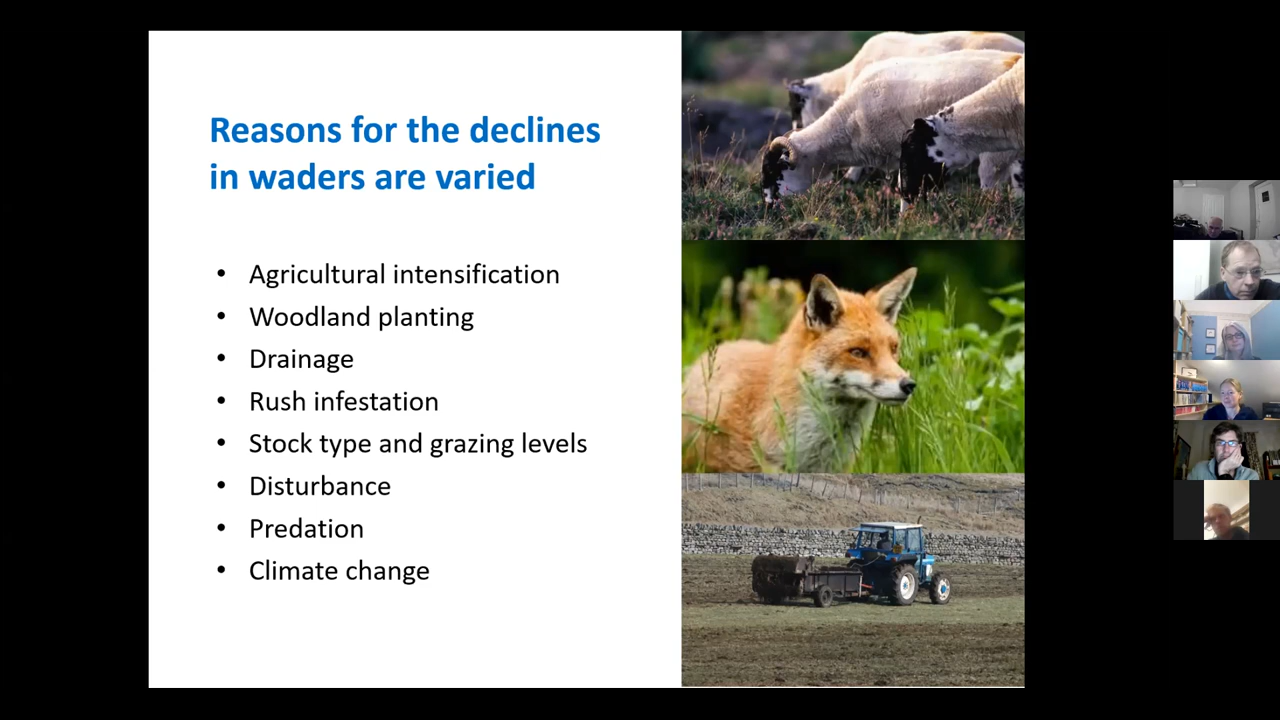 Reasons for the declines
in waders are varied
• Agricultural intensification
• Woodland planting
• Drainage
• Rush infestation
• Stock type and grazing levels
• Disturbance
• Predation
• Climate change